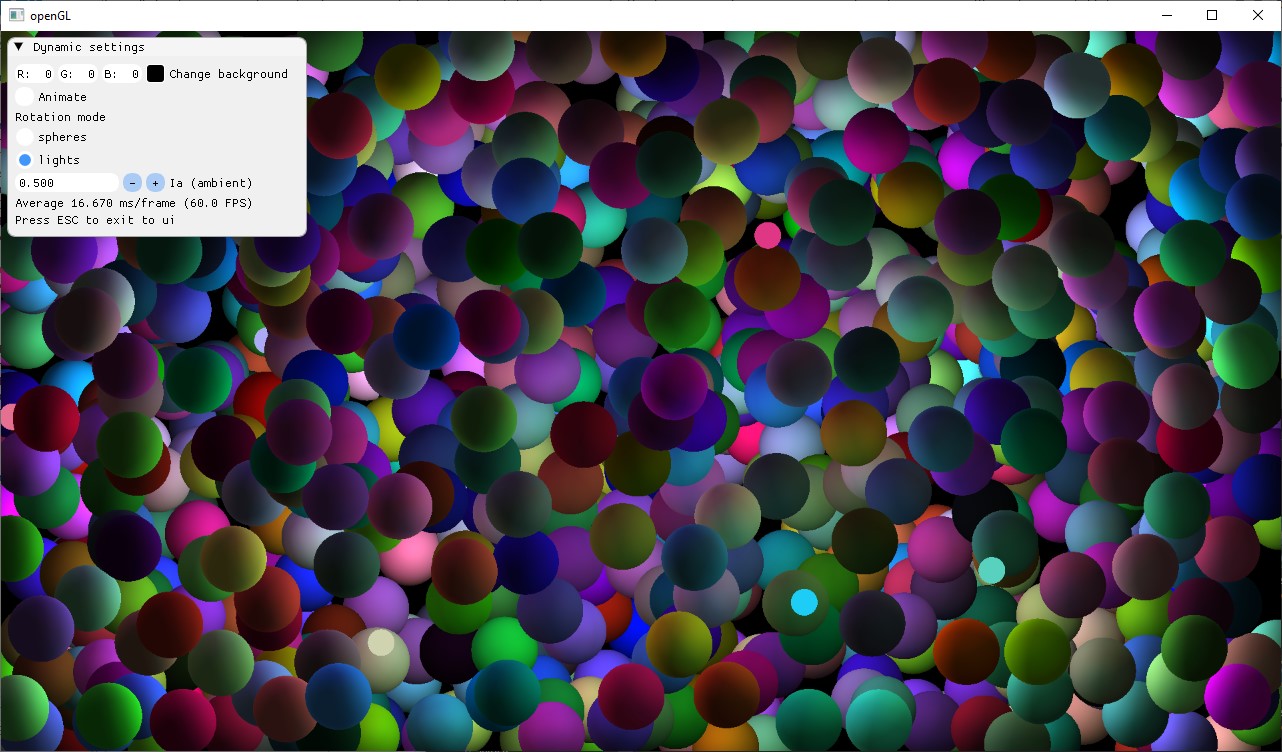 openGL
Dynamic settings
R: 0 G: 0 B: 0 Change background
Animate
Rotation mode
spheres
lights
0.500 - + Ia (ambient)
Average 16.670 ms/frame (60.0 FPS)
Press ESC to exit to ui